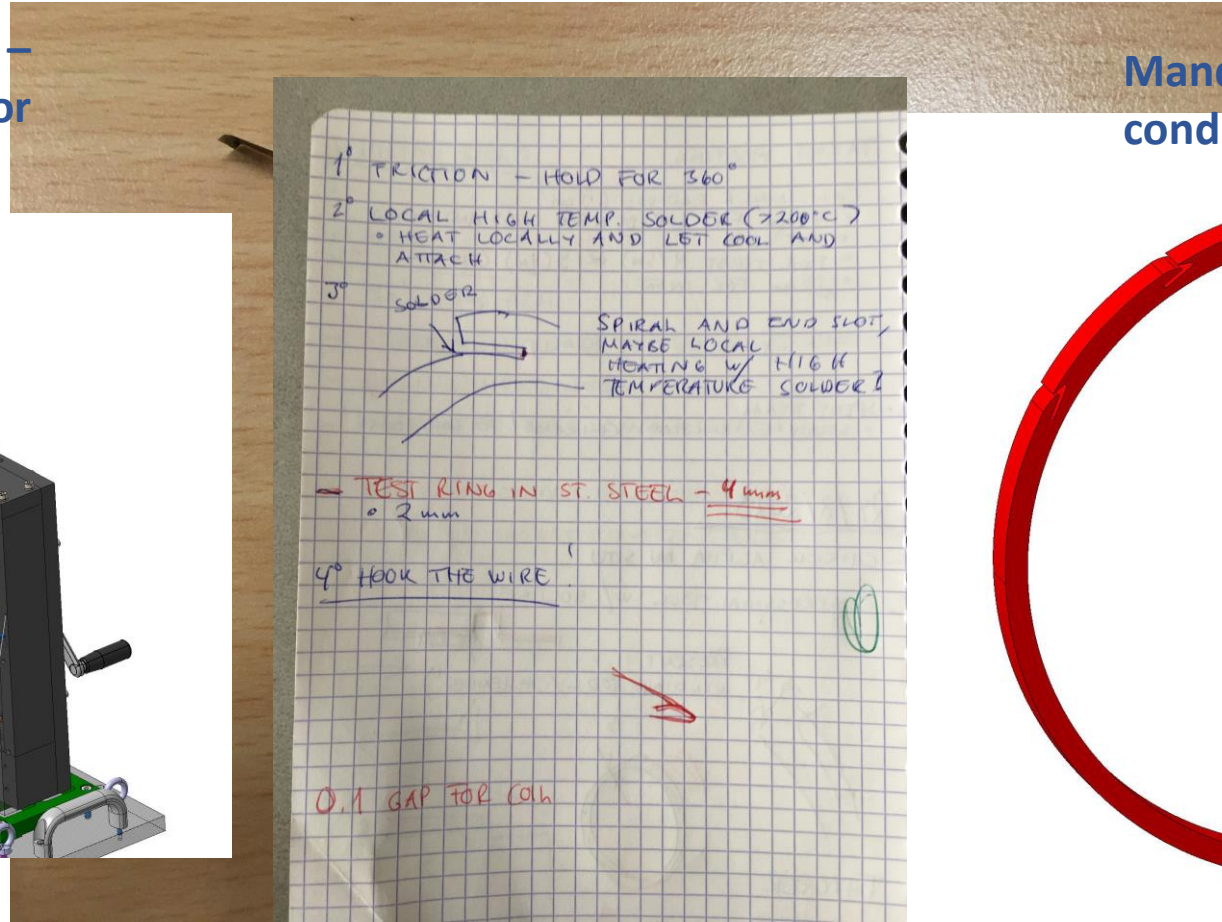 –
or
Mand
cond
1° FRICTION – HOLD FOR 360°
2° LOCAL HIGH TEMP. SOLDER (>200°C)
• HEAT LOCALLY AND LET COOL AND
ATTACH
3°
SOLDER
SPIRAL AND END SLOT,
MAYBE LOCAL
HEATING W/ HIGH
TEMPERATURE SOLDER?
– TEST RING IN ST. STEEL – 4 mm
• 2 mm
4° HOOK THE WIRE
0.1 GAP FOR COIL